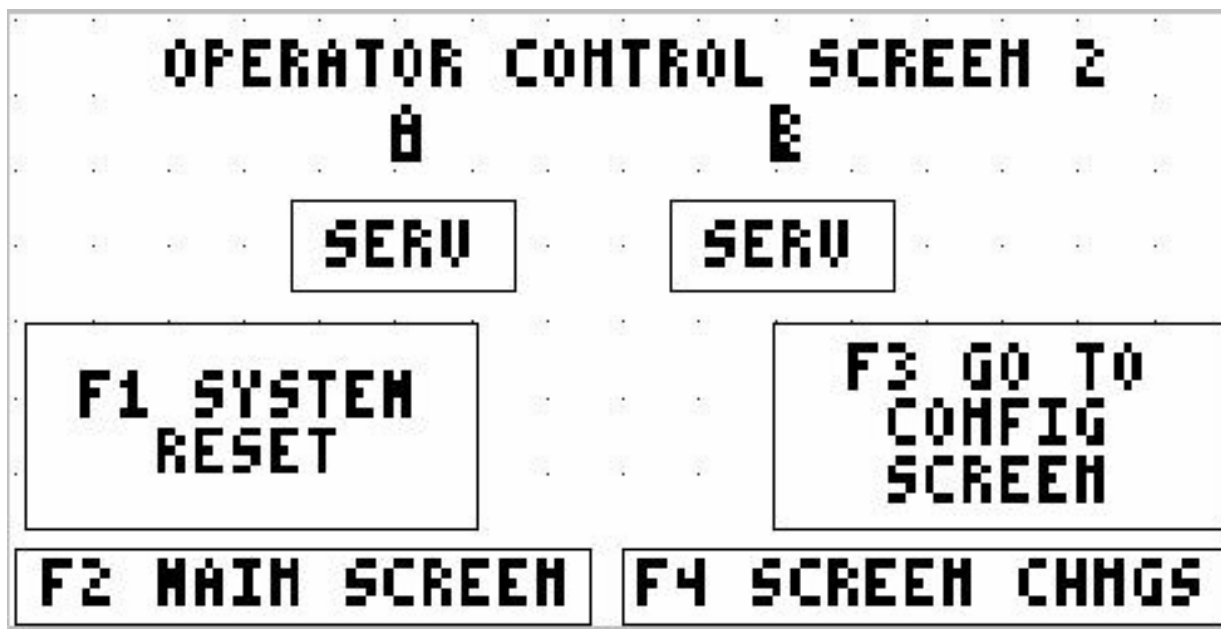 OPERATOR CONTROL SCREEN 2
A B
SERV SERV
F1 SYSTEM
RESET
F3 GO TO
CONFIG
SCREEN
F2 MAIN SCREEN
F4 SCREEN CHNGS